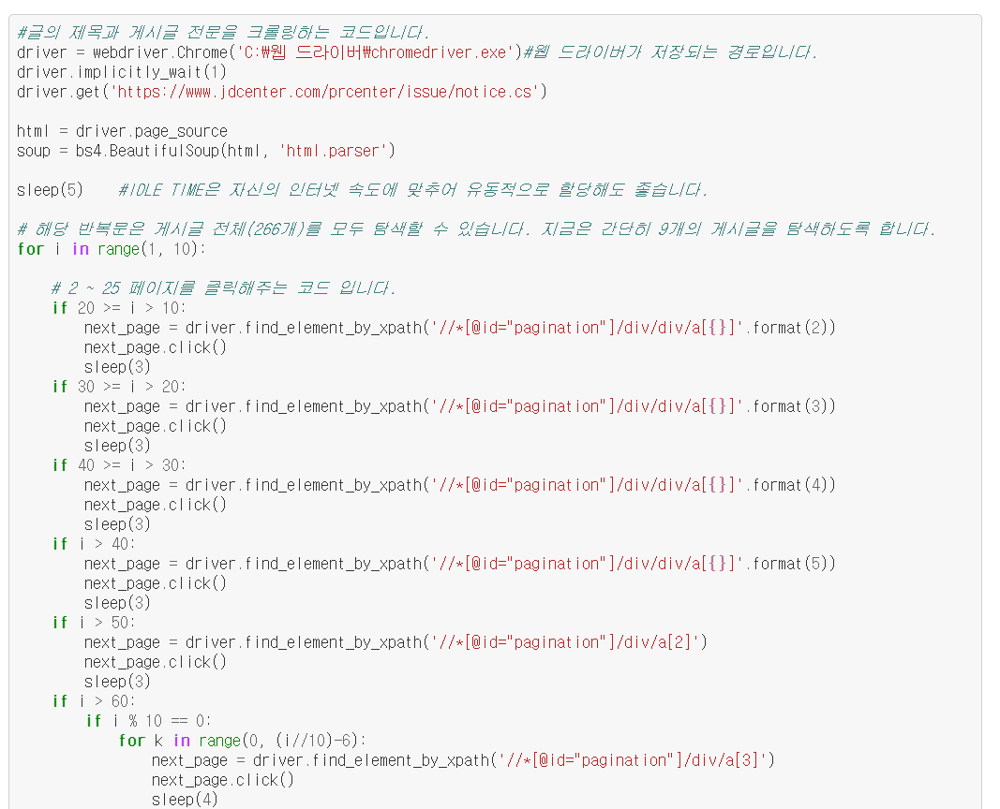 #글의 제목과 게시글 전문을 크롤링하는 코드입니다.
driver = webdriver.Chrome('C:₩웹 드라이버₩chromedriver.exe')#웹 드라이버가 저장되는 경로입니다.
driver.implicitly_wait(1)
driver.get('https://www.jdcenter.com/prcenter/issue/notice.cs')
html = driver.page_source
soup = bs4.BeautifulSoup(html, 'html.parser')
sleep(5)    #IDLE TIME은 자신의 인터넷 속도에 맞추어 유동적으로 할당해도 좋습니다.
# 해당 반복문은 게시글 전체(266개)를 모두 탐색할 수 있습니다. 지금은 간단히 9개의 게시글을 탐색하도록 합니다.
for i in range(1, 10):
    # 2 ~ 25 페이지를 클릭해주는 코드 입니다.
    if 20 >= i > 10:
        next_page = driver.find_element_by_xpath('//*[@id="pagination"]/div/div/a[{}]'.format(2))
        next_page.click()
        sleep(3)
    if 30 >= i > 20:
        next_page = driver.find_element_by_xpath('//*[@id="pagination"]/div/div/a[{}]'.format(3))
        next_page.click()
        sleep(3)
    if 40 >= i > 30:
        next_page = driver.find_element_by_xpath('//*[@id="pagination"]/div/div/a[{}]'.format(4))
        next_page.click()
        sleep(3)
    if i > 40:
        next_page = driver.find_element_by_xpath('//*[@id="pagination"]/div/div/a[{}]'.format(5))
        next_page.click()
        sleep(3)
    if i > 50:
        next_page = driver.find_element_by_xpath('//*[@id="pagination"]/div/a[2]')
        next_page.click()
        sleep(3)
    if i > 60:
        if i % 10 == 0:
            for k in range(0, (i//10)-6):
                next_page = driver.find_element_by_xpath('//*[@id="pagination"]/div/a[3]')
                next_page.click()
                sleep(4)